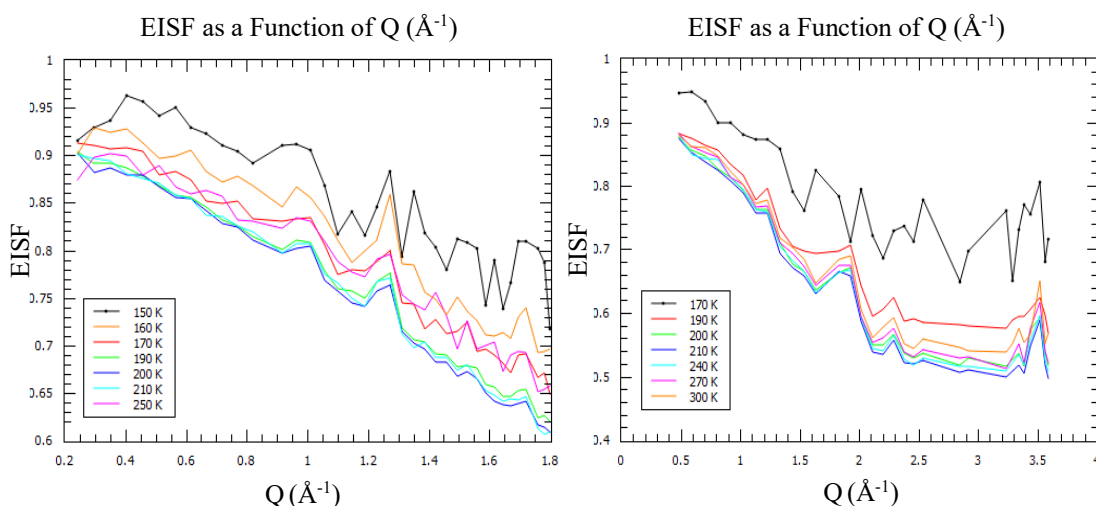 EISF as a Function of Q (Å-1)
1
0.95
0.9
0.85
0.8
0.75
0.7
0.65
0.6
EISF
150 K
160 K
170 K
190 K
200 K
210 K
250 K
0.2 0.4 0.6 0.8 1 1.2 1.4 1.6 1.8
Q (Å-1)
EISF as a Function of Q (Å-1)
1
0.9
0.8
0.7
0.6
0.5
0.4
EISF
170 K
190 K
200 K
210 K
240 K
270 K
300 K
0 0.5 1 1.5 2 2.5 3 3.5 4
Q (Å-1)